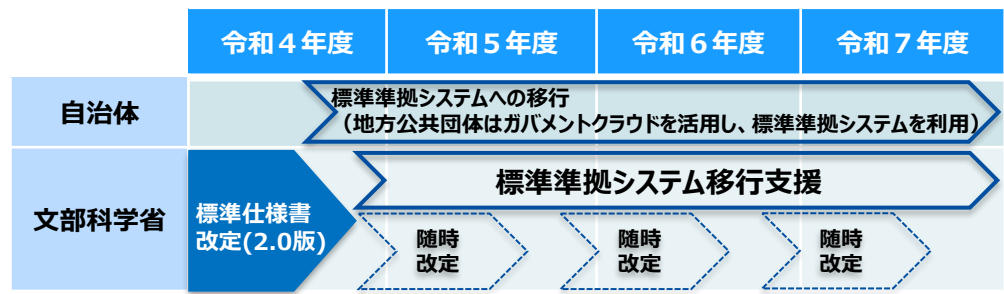 令和４年度 令和５年度 令和６年度 令和７年度
自治体
標準準拠システムへの移行
（地方公共団体はガバメントクラウドを活用し、標準準拠システムを利用）
文部科学省
標準仕様書
改定(2.0版)
標準準拠システム移行支援
随時
改定
随時
改定
随時
改定